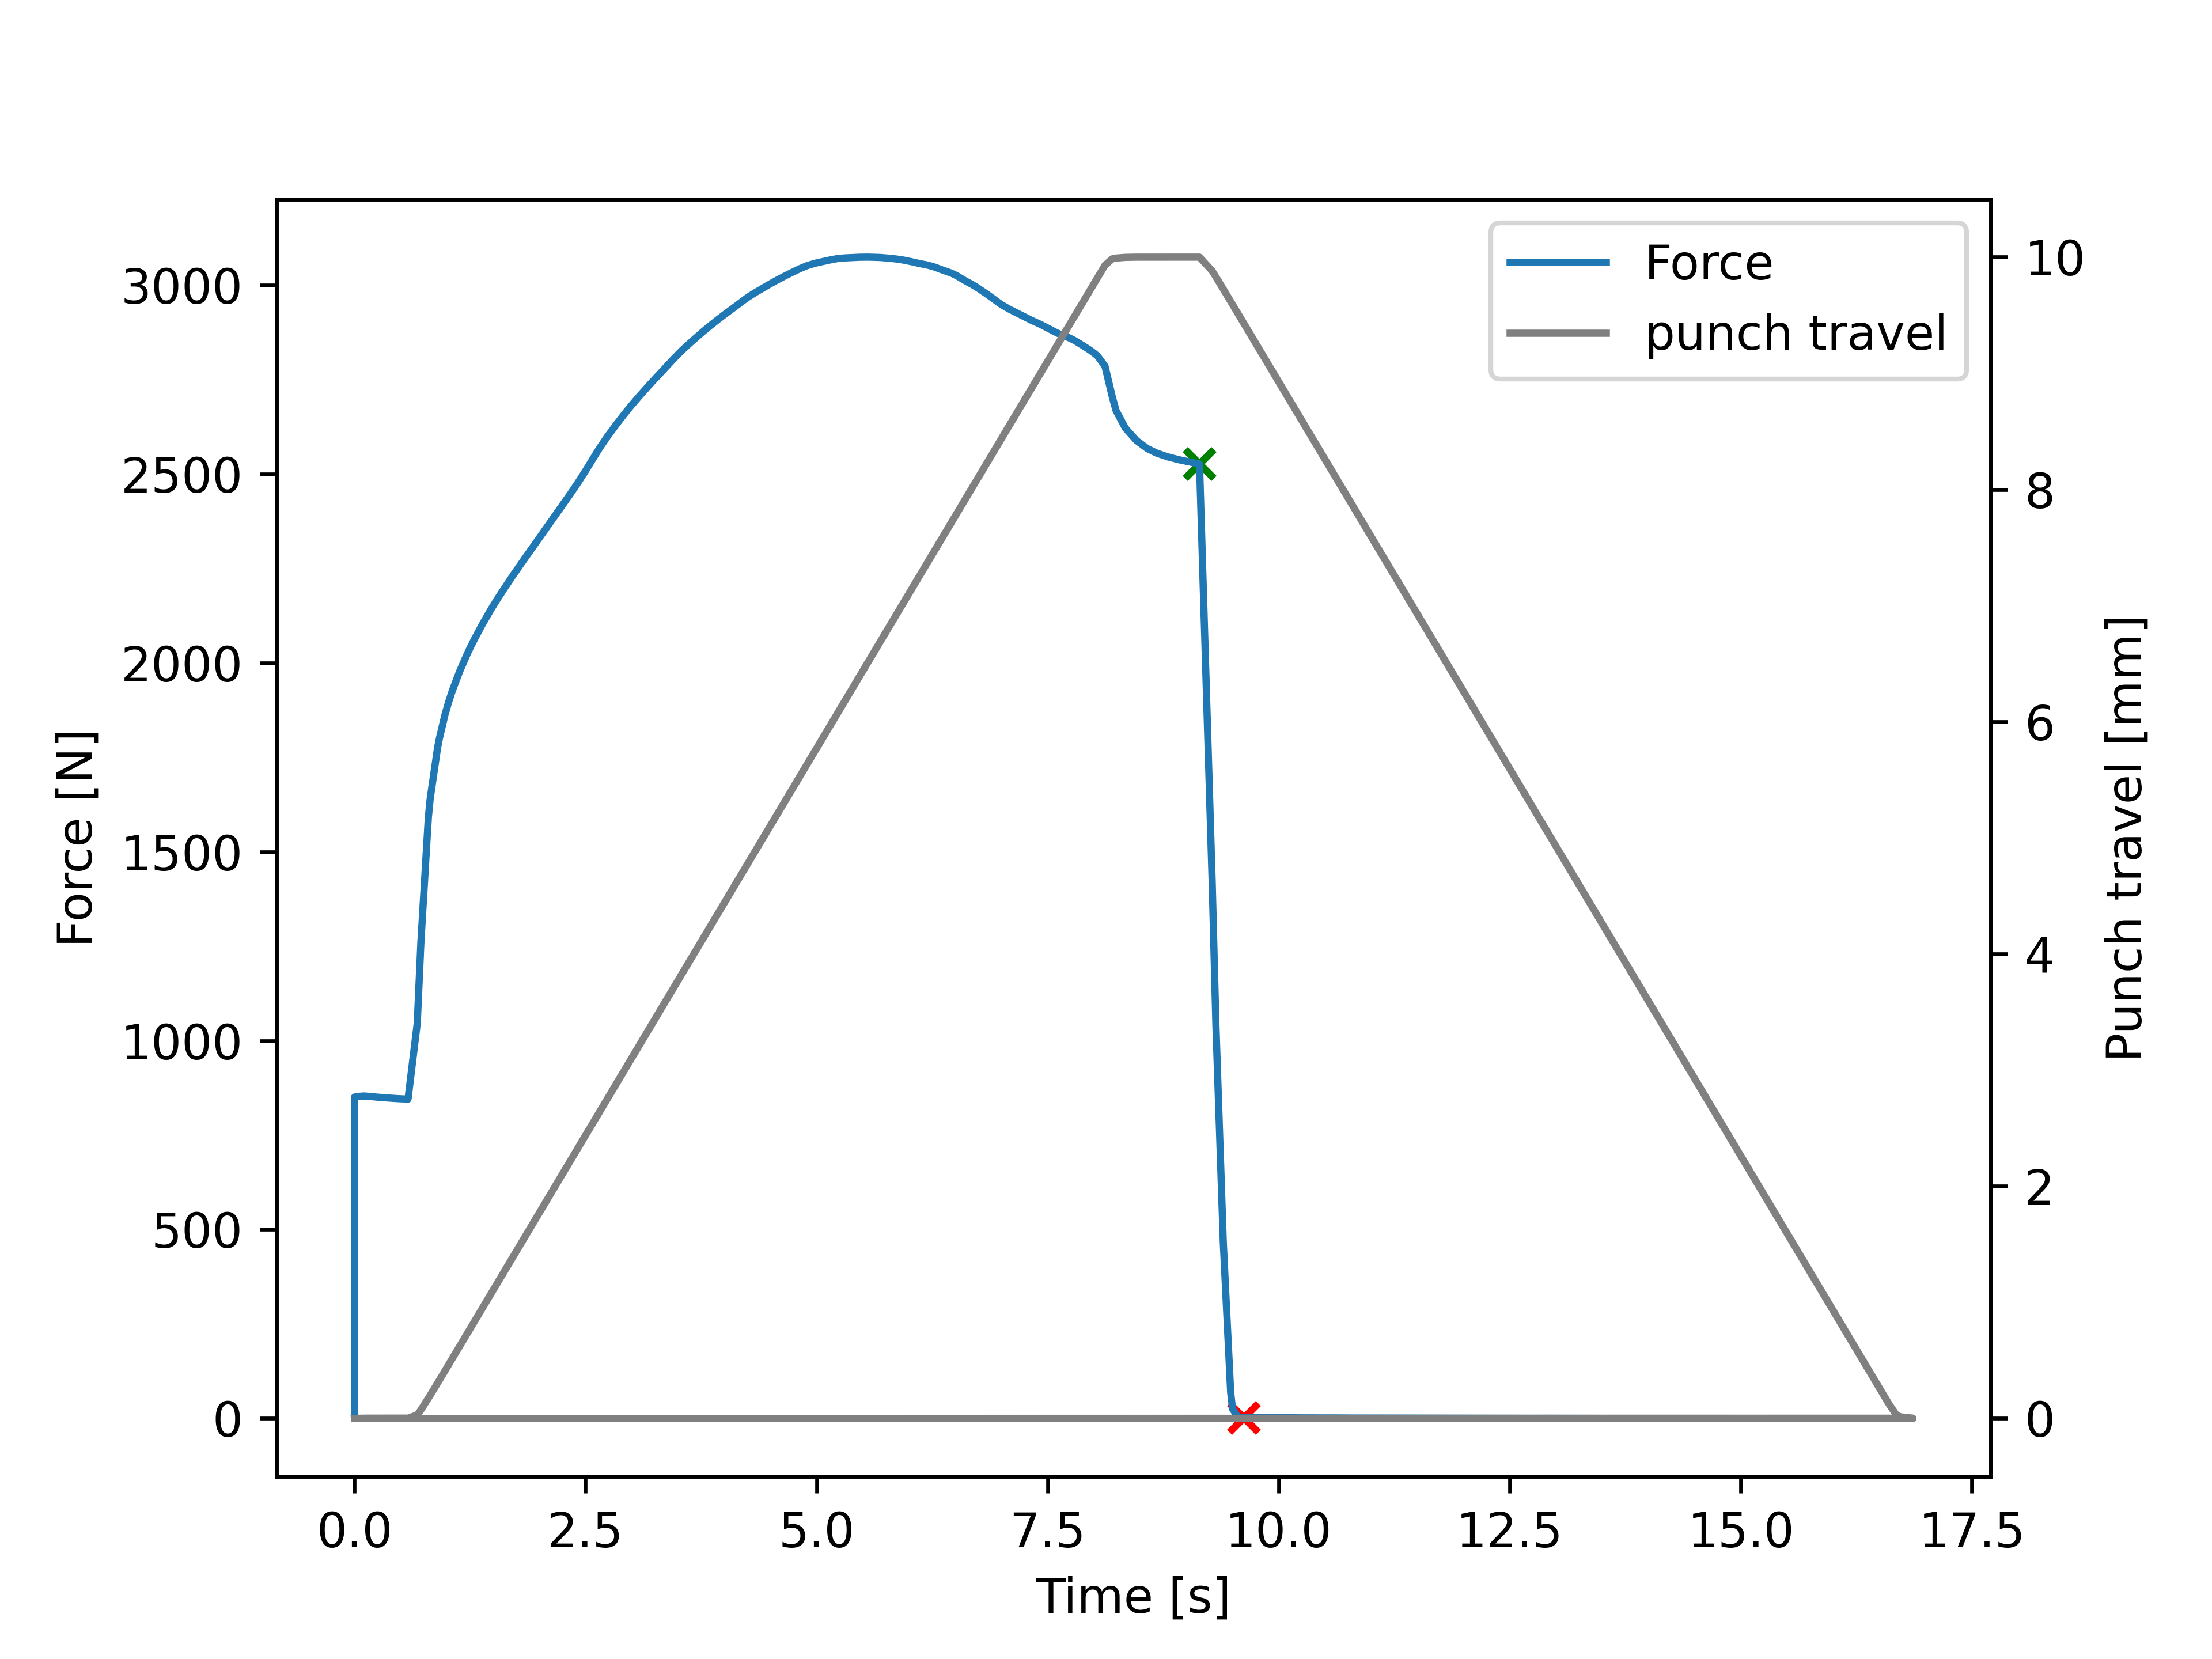 Force
punch travel
3000
2500
2000
1500
1000
500
0
Force [N]
10
8
6
4
2
0
Punch travel [mm]
0.0 2.5 5.0 7.5 10.0 12.5 15.0 17.5
Time [s]